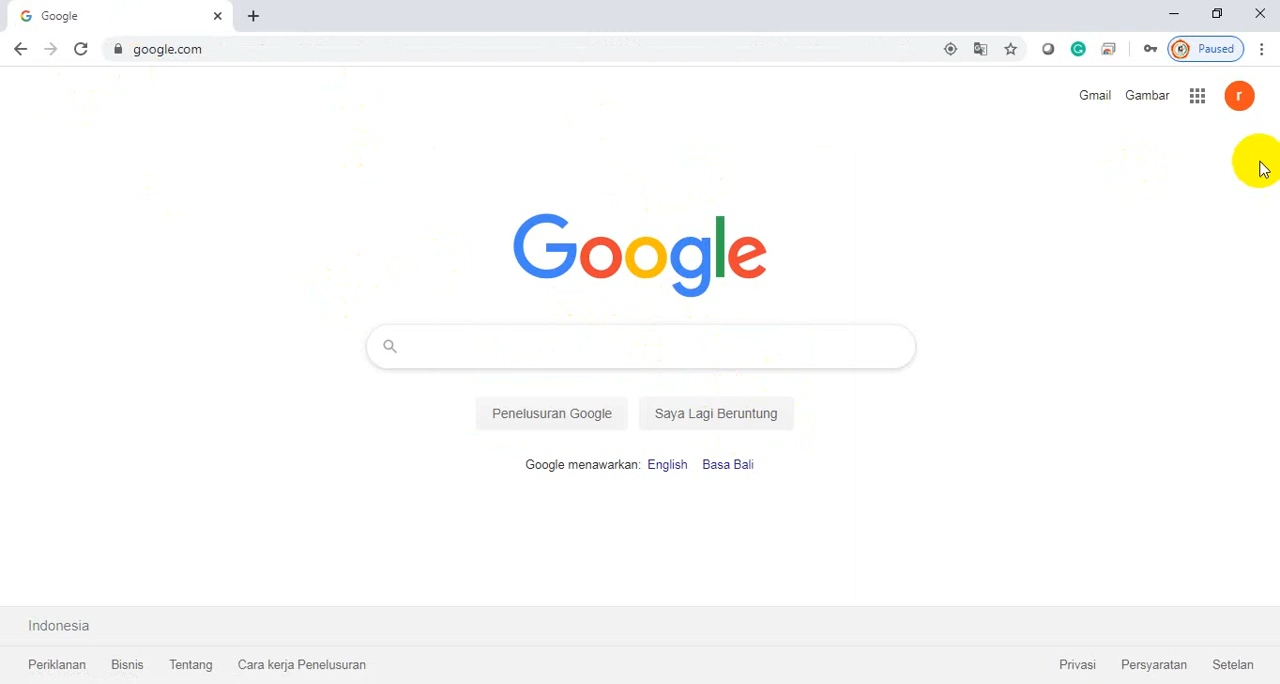 Google
google.com
Paused
Gmail Gambar
r
Google
Penelusuran Google Saya Lagi Beruntung
Google menawarkan: English Basa Bali
Indonesia
Periklanan Bisnis Tentang Cara kerja Penelusuran Privasi Persyaratan Setelan